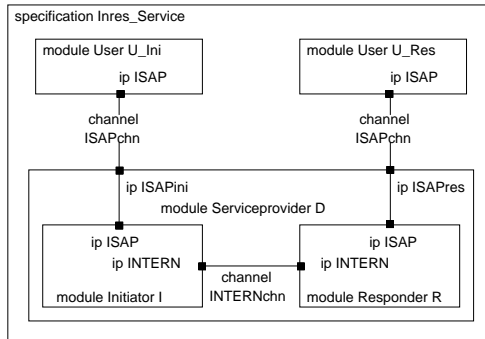 specification Inres_Service
module User U_Ini
module User U_Res
ip ISAP
ip ISAP
channel
ISAPchn
channel
ISAPchn
ip ISAPini
ip ISAPres
module Serviceprovider D
ip ISAP
ip ISAP
ip INTERN
ip INTERN
channel
INTERNchn
module Initiator I
module Responder R